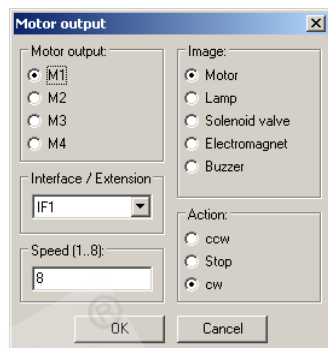 Motor output
Motor output:
M1
M2
M3
M4
Interface / Extension
IF1
Speed (1..8):
8
Image:
Motor
Lamp
Solenoid valve
Electromagnet
Buzzer
Action:
ccw
Stop
cw
OK
Cancel
®